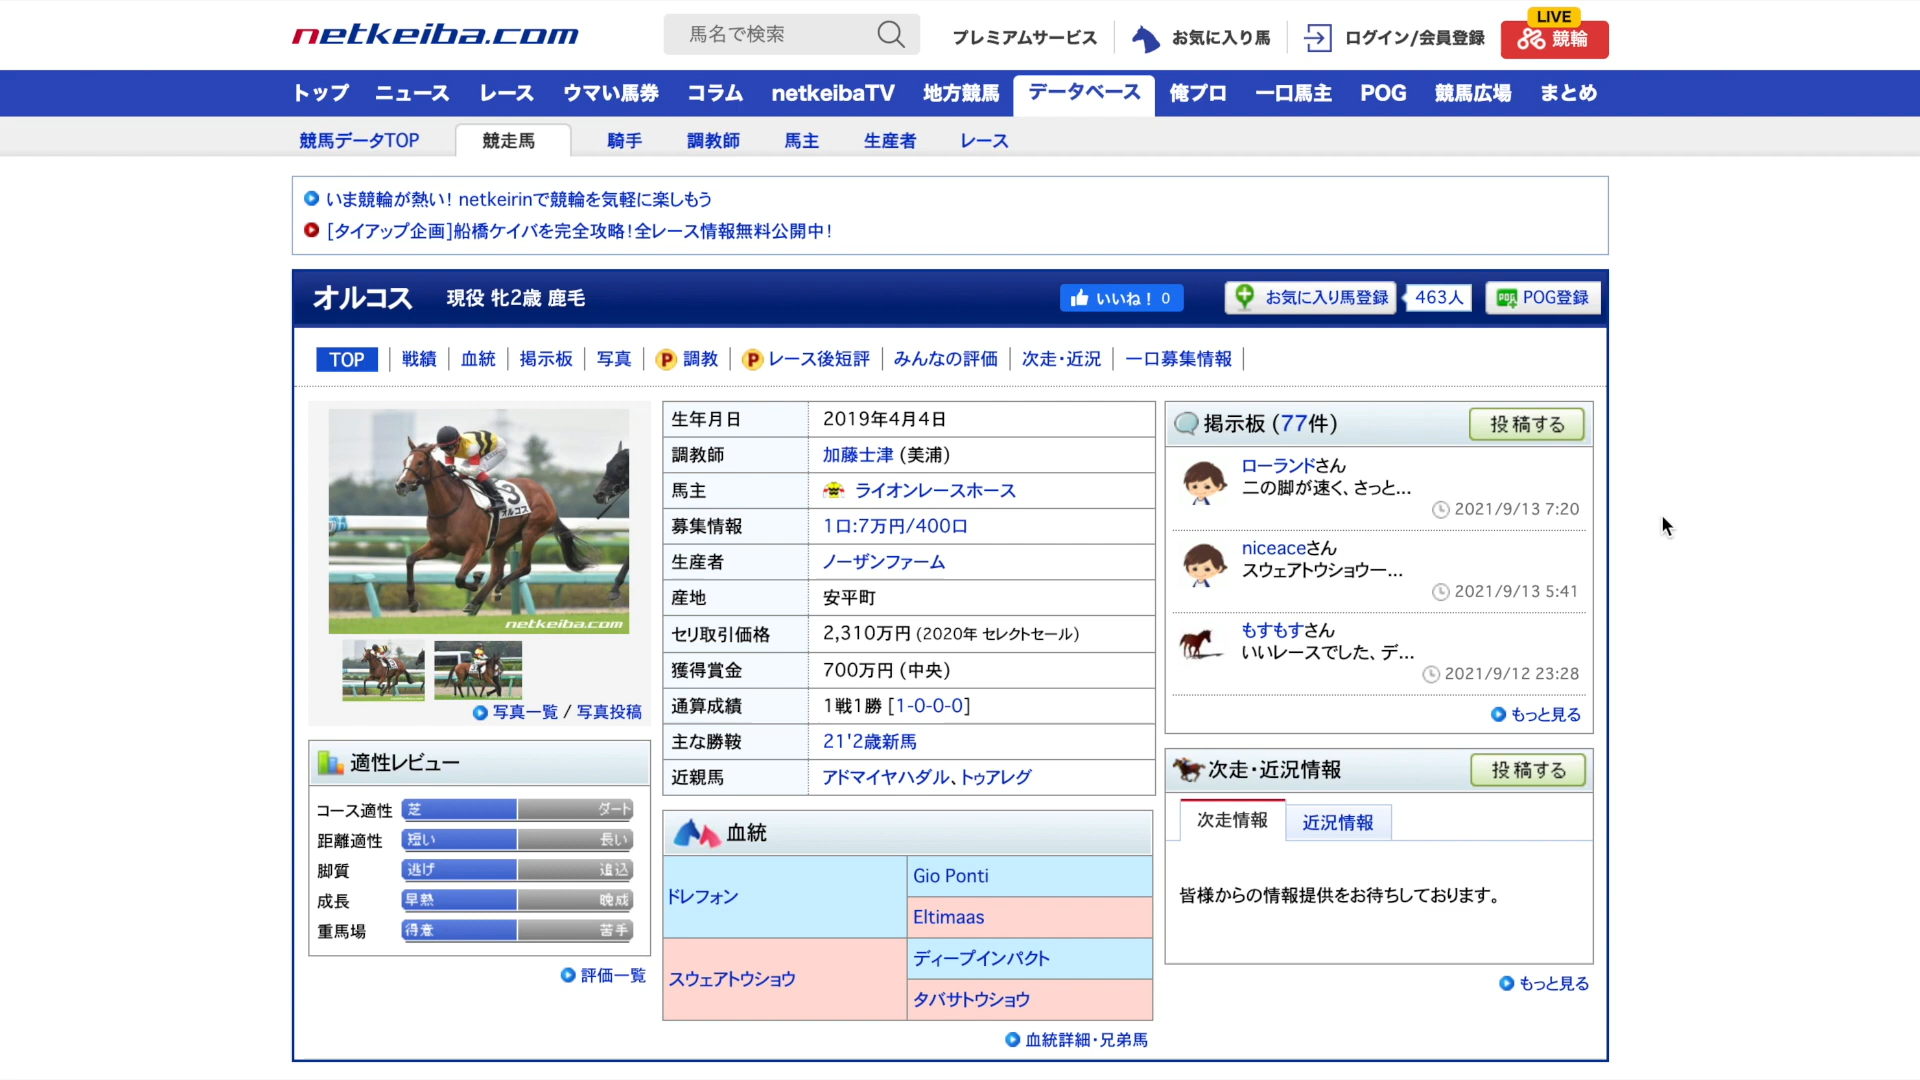 netkeiba.com
馬名で検索
プレミアムサービス
お気に入り馬
ログイン/会員登録
LIVE
競輪
トップ ニュース レース ウマい馬券 コラム netkeibaTV 地方競馬 データベース 俺プロ 一口馬主 POG 競馬広場 まとめ
競馬データTOP 競走馬 騎手 調教師 馬主 生産者 レース
いま競輪が熱い! netkeirinで競輪を気軽に楽しもう
[タイアップ企画]船橋ケイバを完全攻略!全レース情報無料公開中!
オルコス 現役 牝2歳 鹿毛
いいね! 0
お気に入り馬登録 463人 POG登録
TOP 戦績 血統 掲示板 写真 P 調教 P レース後短評 みんなの評価 次走・近況 一口募集情報
3
オルコス
netkeiba.com
写真一覧 / 写真投稿
適性レビュー
コース適性 芝 ダート
距離適性 短い 長い
脚質 逃げ 追込
成長 早熟 晩成
重馬場 得意 苦手
評価一覧
生年月日 2019年4月4日
調教師 加藤士津 (美浦)
馬主 ライオンレースホース
募集情報 1口:7万円/400口
生産者 ノーザンファーム
産地 安平町
セリ取引価格 2,310万円 (2020年 セレクトセール)
獲得賞金 700万円 (中央)
通算成績 1戦1勝 [1-0-0-0]
主な勝鞍 21'2歳新馬
近親馬 アドマイヤハダル、トゥアレグ
血統
ドレフォン
Gio Ponti
Eltimaas
スウェアトウショウ
ディープインパクト
タバサトウショウ
血統詳細・兄弟馬
掲示板 (77件) 投稿する
ローランドさん
二の脚が速く、さっと...
2021/9/13 7:20
niceaceさん
スウェアトウショウー...
2021/9/13 5:41
もすもすさん
いいレースでした、デ...
2021/9/12 23:28
もっと見る
次走・近況情報 投稿する
次走情報 近況情報
皆様からの情報提供をお待ちしております。
もっと見る